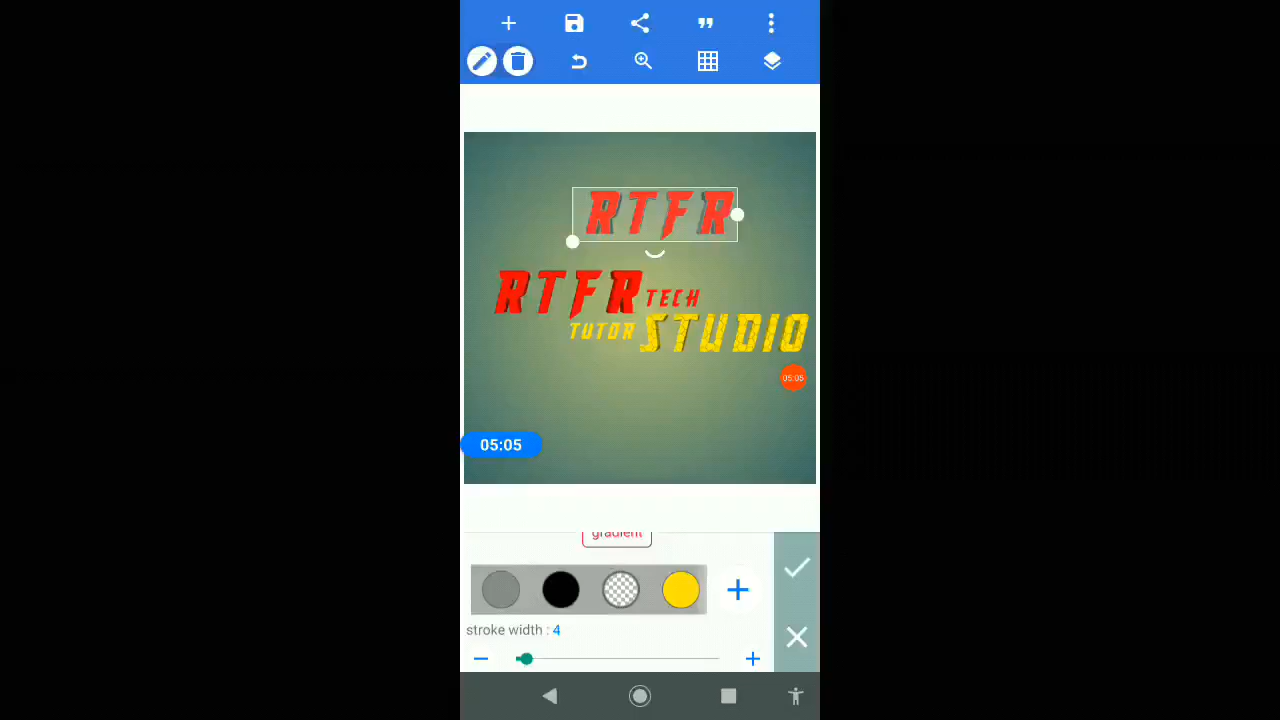 RTFR
RTFR TECH
TUTOR STUDIO
05:05
05:05
gradient
stroke width : 4